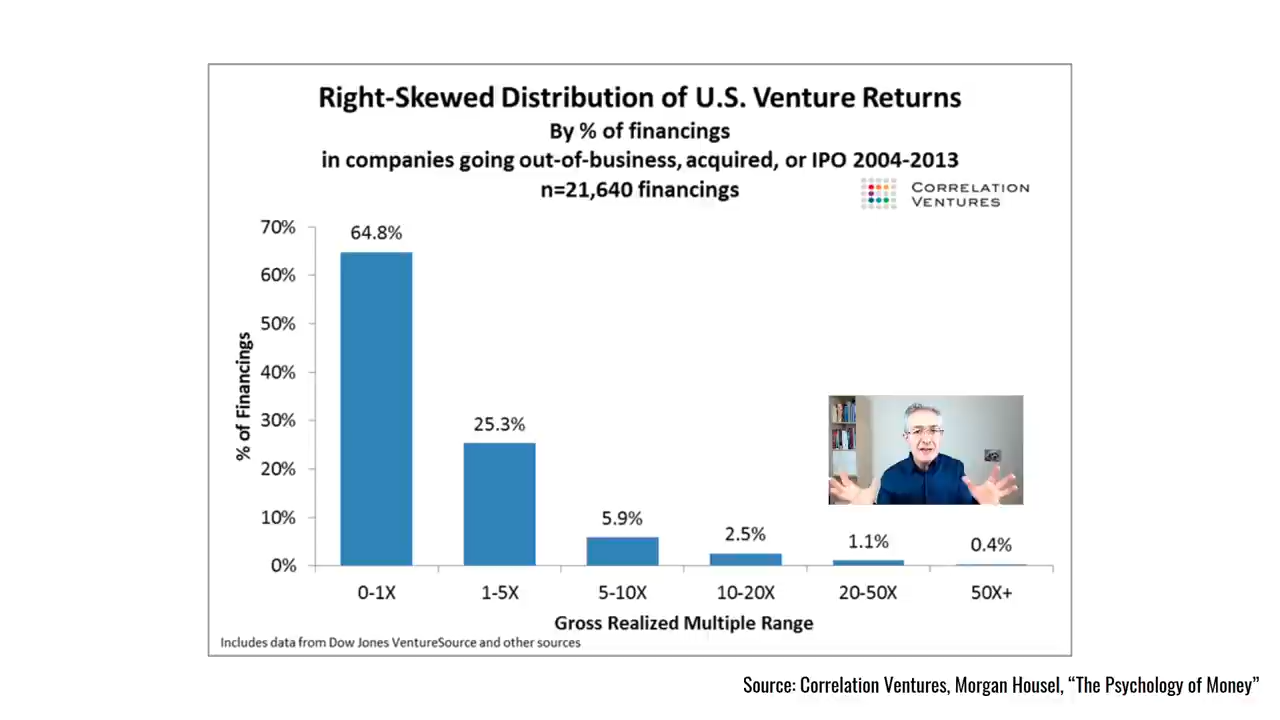 Right-Skewed Distribution of U.S. Venture Returns
By % of financings
in companies going out-of-business, acquired, or IPO 2004-2013
n=21,640 financings
CORRELATION
VENTURES
% of Financings
70%
60%
50%
40%
30%
20%
10%
0%
64.8%
25.3%
5.9%
2.5%
1.1%
0.4%
0-1X
1-5X
5-10X
10-20X
20-50X
50X+
Gross Realized Multiple Range
Includes data from Dow Jones VentureSource and other sources
Source: Correlation Ventures, Morgan Housel, “The Psychology of Money”